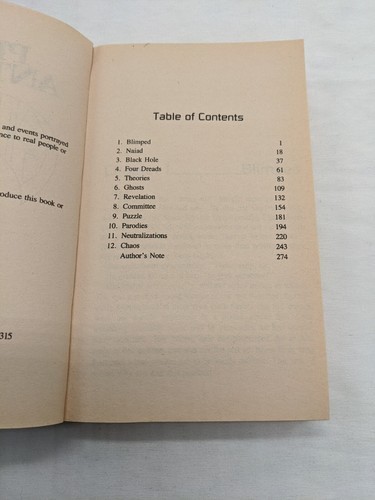 and events portrayed
nce to real people or
oduce this book or
315
Table of Contents
1. Blimped 1
2. Naiad 18
3. Black Hole 37
4. Four Dreads 61
5. Theories 83
6. Ghosts 109
7. Revelation 132
8. Committee 154
9. Puzzle 181
10. Parodies 194
11. Neutralizations 220
12. Chaos 243
Author's Note 274